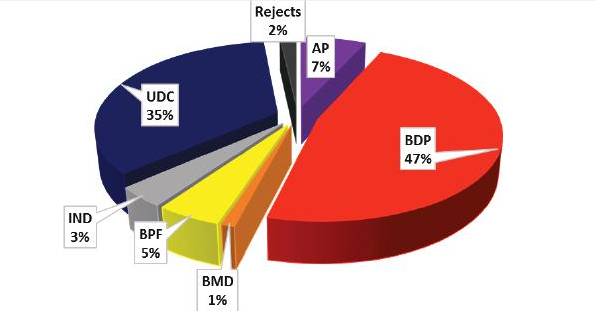 Rejects
2%
AP
7%
UDC
35%
BDP
47%
IND
3%
BPF
5%
BMD
1%